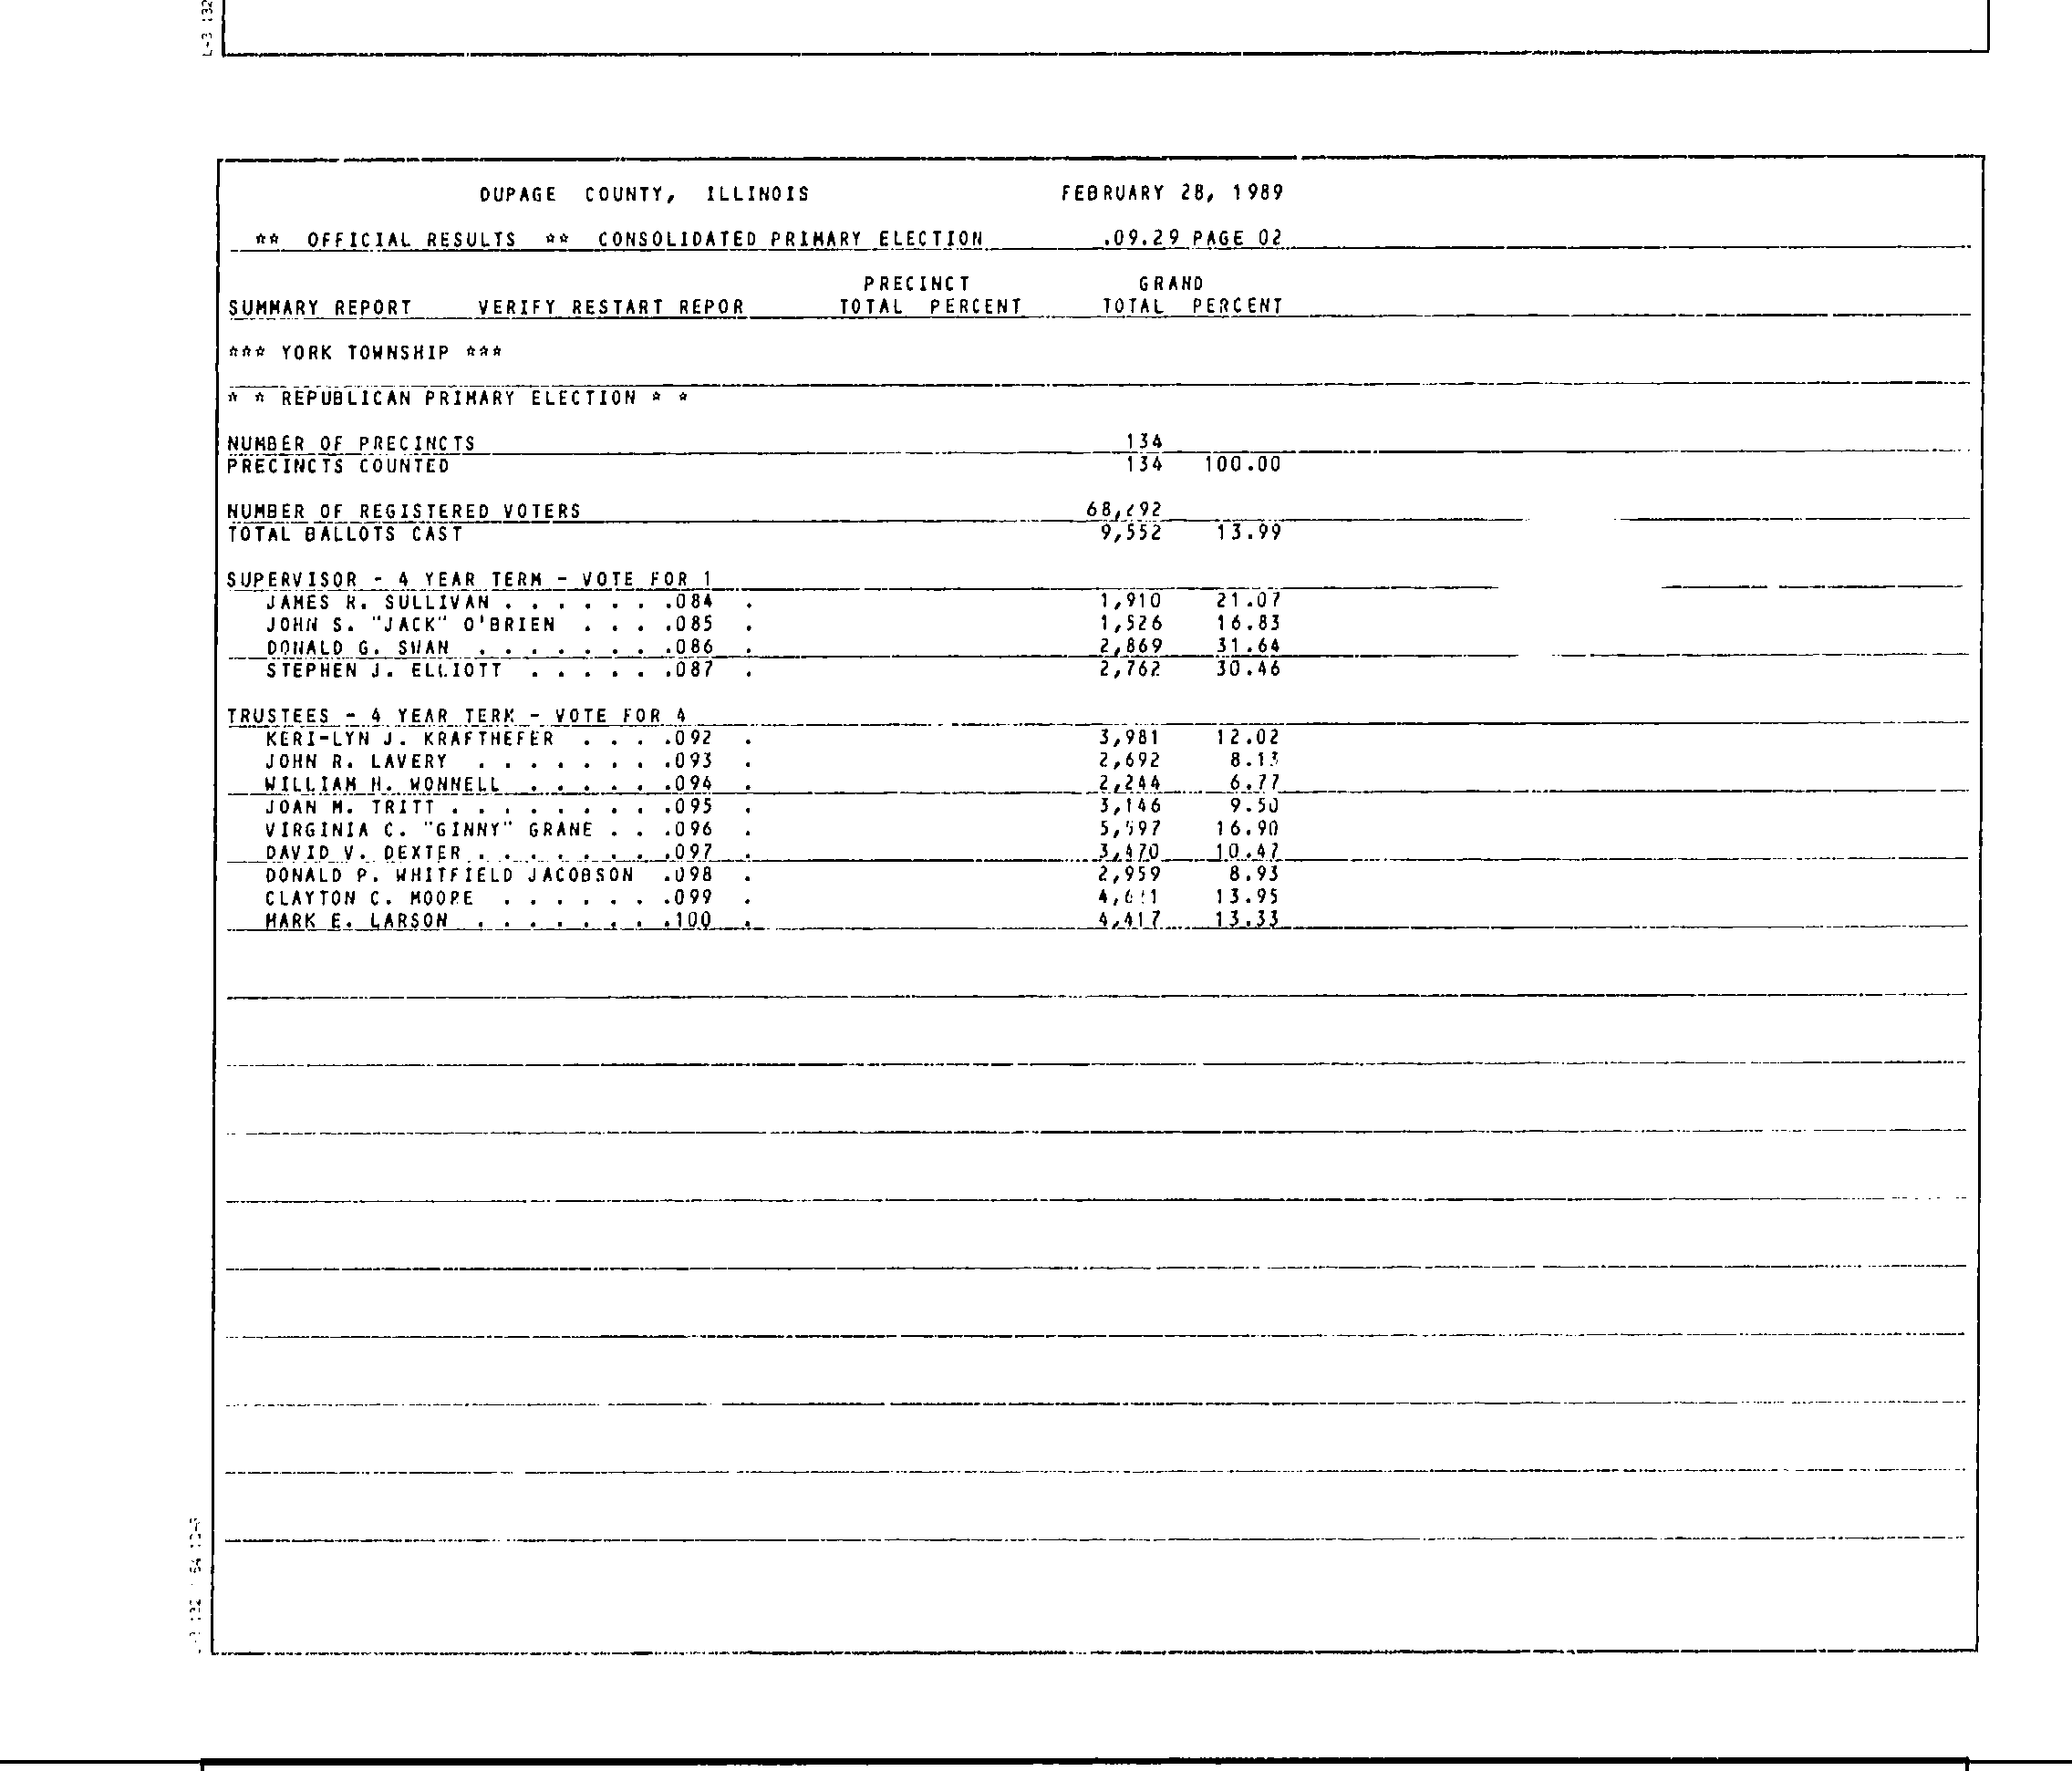 DUPAGE COUNTY, ILLINOIS FEBRUARY 28, 1989
** OFFICIAL RESULTS ** CONSOLIDATED PRIMARY ELECTION .09.29 PAGE 02
PRECINCT GRAND
SUMMARY REPORT VERIFY RESTART REPOR TOTAL PERCENT TOTAL PERCENT
*** YORK TOWNSHIP ***
* * REPUBLICAN PRIMARY ELECTION * *
NUMBER OF PRECINCTS 134
PRECINCTS COUNTED 134 100.00
NUMBER OF REGISTERED VOTERS 68,292
TOTAL BALLOTS CAST 9,552 13.99
SUPERVISOR - 4 YEAR TERM - VOTE FOR 1
JAMES R. SULLIVAN . . . . . . .084 . 1,910 21.07
JOHN S. "JACK" O'BRIEN . . . .085 . 1,526 16.83
DONALD G. SWAN . . . . . . . .086 . 2,869 31.64
STEPHEN J. ELLIOTT . . . . . .087 . 2,762 30.46
TRUSTEES - 4 YEAR TERM - VOTE FOR 4
KERI-LYN J. KRAFTHEFER . . . .092 . 3,981 12.02
JOHN R. LAVERY . . . . . . . .093 . 2,692 8.13
WILLIAM H. WONNELL . . . . . .094 . 2,244 6.77
JOAN M. TRITT . . . . . . . . .095 . 3,146 9.50
VIRGINIA C. "GINNY" GRANE . . .096 . 5,597 16.90
DAVID V. DEXTER . . . . . . . .097 . 3,470 10.47
DONALD P. WHITFIELD JACOBSON .098 . 2,959 8.93
CLAYTON C. MOORE . . . . . . .099 . 4,621 13.95
MARK E. LARSON . . . . . . . .100 . 4,417 13.33